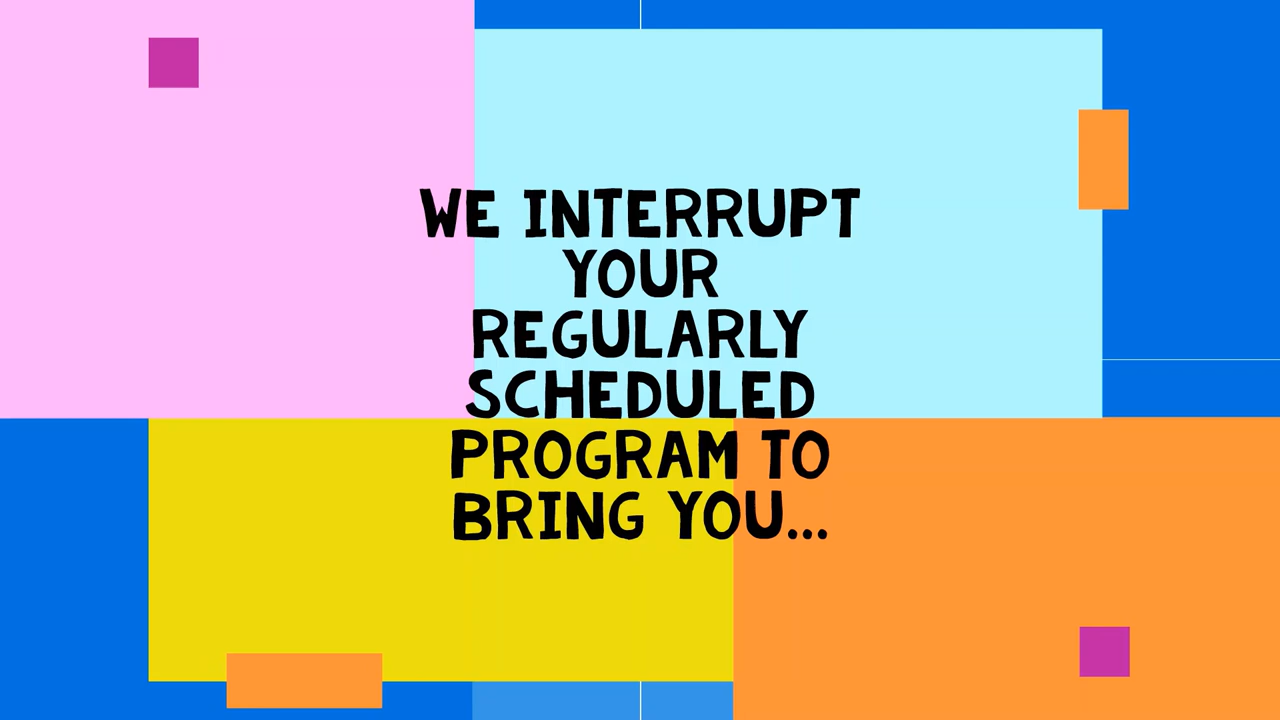 WE INTERRUPT
YOUR
REGULARLY
SCHEDULED
PROGRAM TO
BRING YOU...